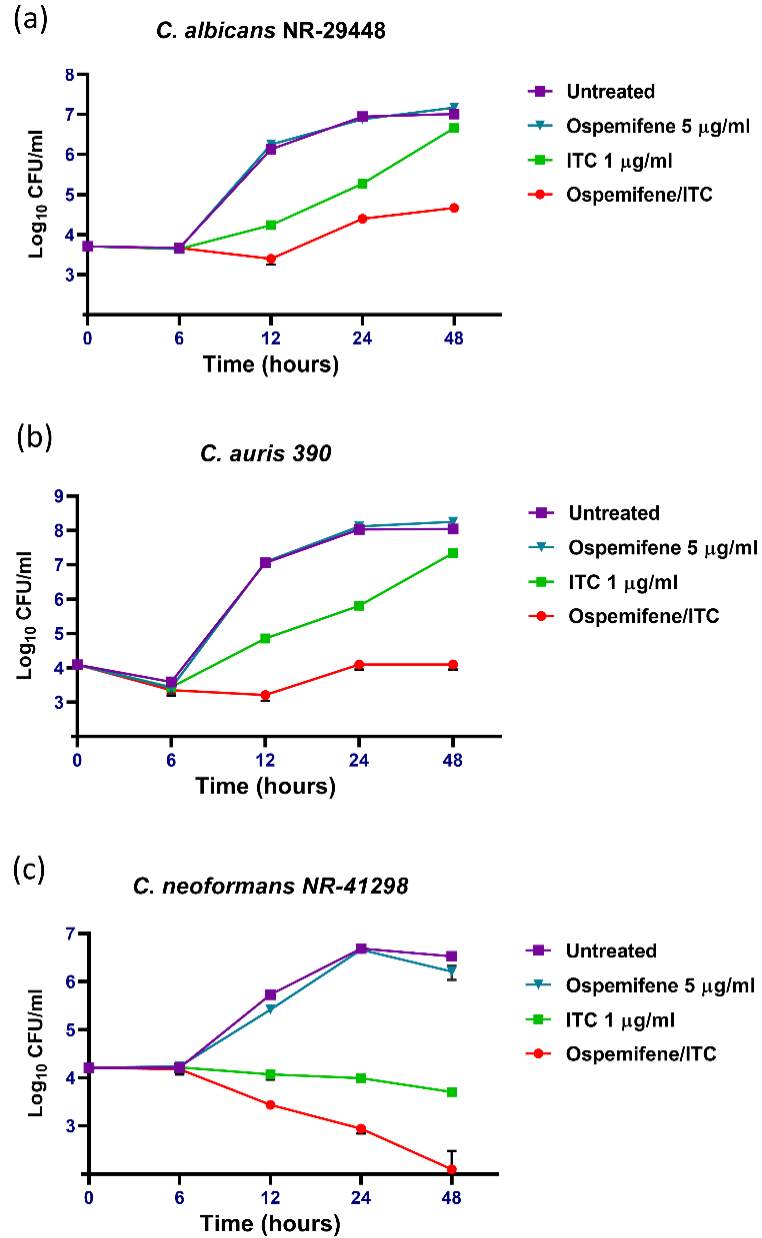 (a)
C. albicans NR-29448
8
7
6
5
4
3
Log10 CFU/ml
0 6 12 24 48
Time (hours)
Untreated
Ospemifene 5 μg/ml
ITC 1 μg/ml
Ospemifene/ITC
(b)
C. auris 390
9
8
7
6
5
4
3
Log10 CFU/ml
0 6 12 24 48
Time (hours)
Untreated
Ospemifene 5 μg/ml
ITC 1 μg/ml
Ospemifene/ITC
(c)
C. neoformans NR-41298
7
6
5
4
3
Log10 CFU/ml
0 6 12 24 48
Time (hours)
Untreated
Ospemifene 5 μg/ml
ITC 1 μg/ml
Ospemifene/ITC